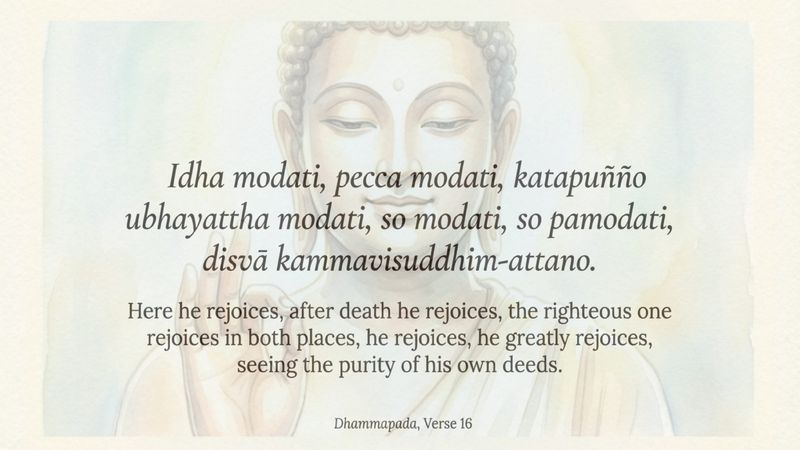 Idha modati, pecca modati, katapuñño
ubhayattha modati, so modati, so pamodati,
disvā kammavisuddhim-attano.
Here he rejoices, after death he rejoices, the righteous one
rejoices in both places, he rejoices, he greatly rejoices,
seeing the purity of his own deeds.
Dhammapada, Verse 16